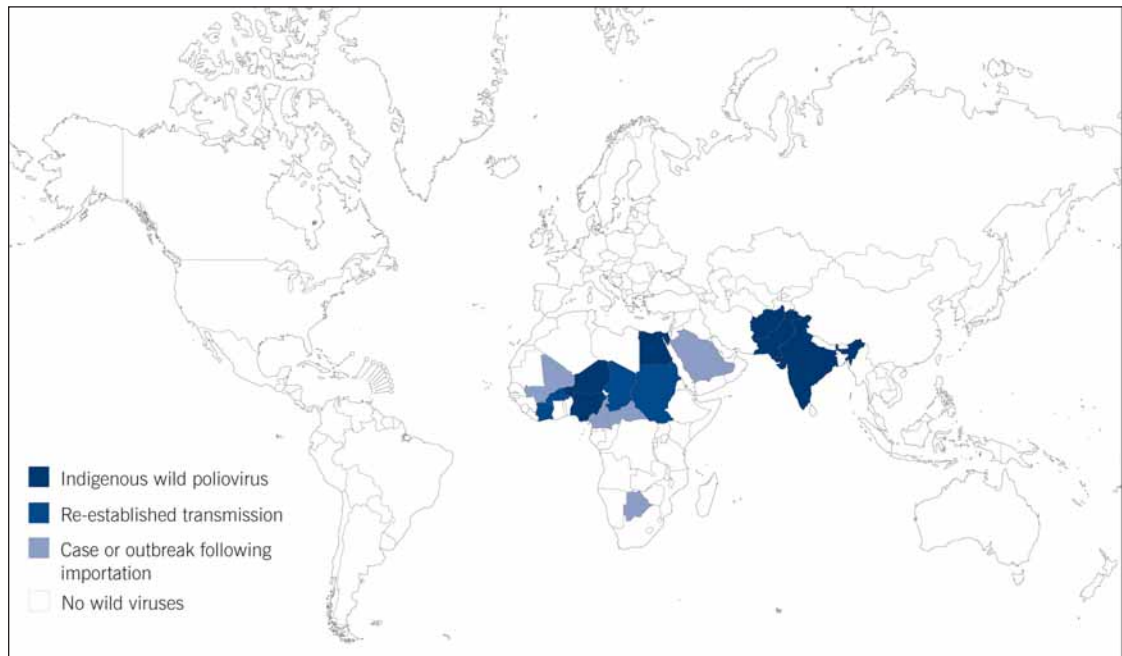 Indigenous wild poliovirus
Re-established transmission
Case or outbreak following
importation
No wild viruses